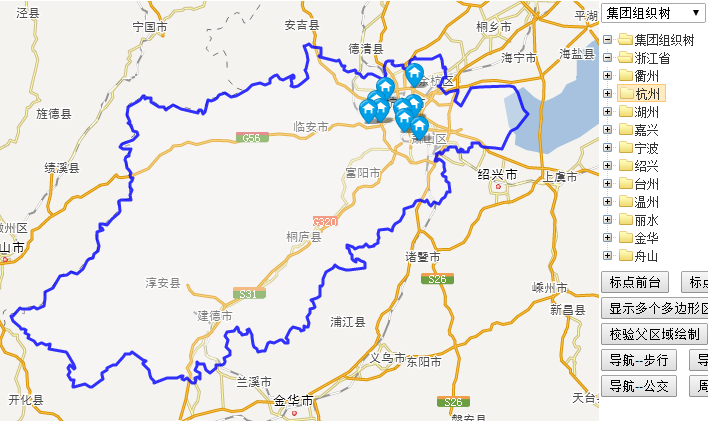 泾县
宁国市
安吉县
德清县
桐乡市
平湖
海宁市
海盐县
余杭区
旌德县
临安市
G56
萧山区
绩溪县
富阳市
绍兴市
上虞市
徽州区
G320
桐庐县
山市
诸暨市
淳安县
S26
S31
嵊州市
建德市
浦江县
新昌县
义乌市
东阳市
兰溪市
开化县
金华市
S26
天台
磐安县
集团组织树
集团组织树
浙江省
衢州
杭州
湖州
嘉兴
宁波
绍兴
台州
温州
丽水
金华
舟山
标点前台 标点
显示多个多边形区
校验父区域绘制
导航--步行 导
导航--公交 周